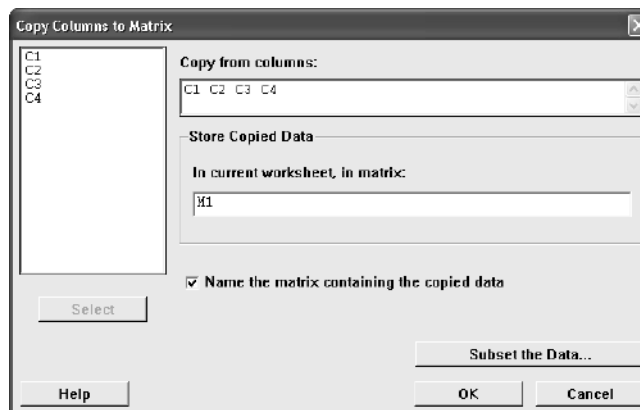 Copy Columns to Matrix
C1
C2
C3
C4
Copy from columns:
C1 C2 C3 C4
Store Copied Data
In current worksheet, in matrix:
M1
Name the matrix containing the copied data
Select
Subset the Data...
Help
OK
Cancel